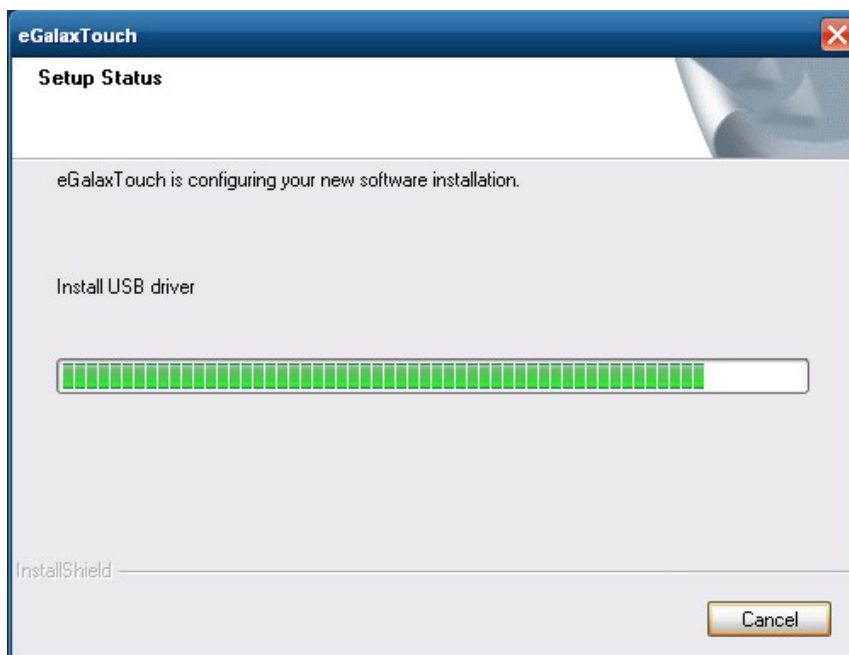 eGalaxTouch
Setup Status
eGalaxTouch is configuring your new software installation.
Install USB driver
InstallShield
Cancel